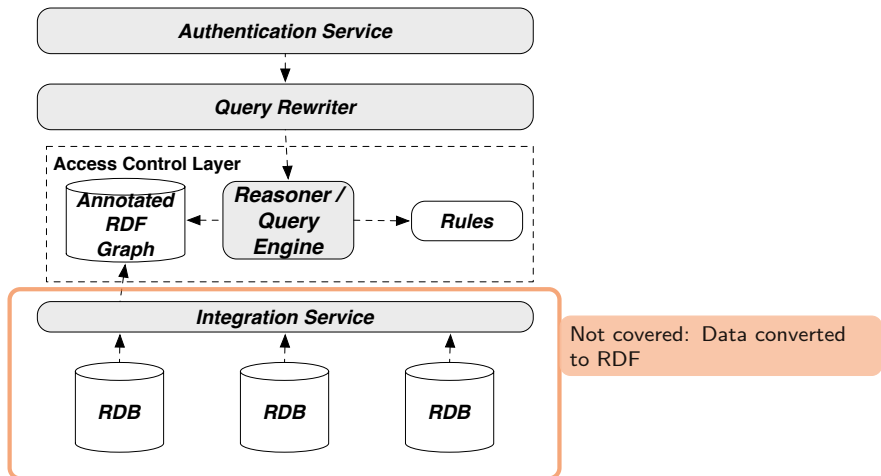 Authentication Service
Query Rewriter
Access Control Layer
Annotated
RDF
Graph
Reasoner /
Query
Engine
Rules
Integration Service
Not covered: Data converted
to RDF
RDB
RDB
RDB